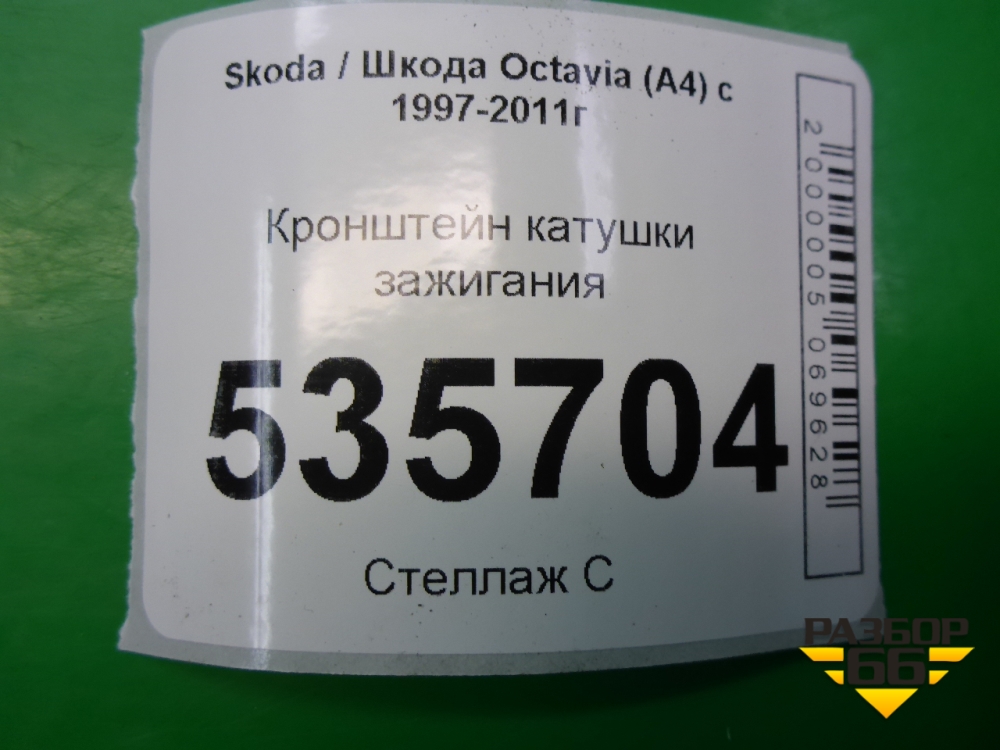 Skoda / Шкода Octavia (A4) с
1997-2011г
Кронштейн катушки
зажигания
535704
Стеллаж С
2000005069628
РАЗБОР
66